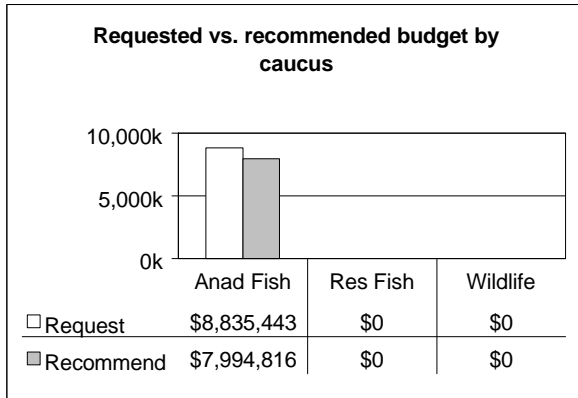 Requested vs. recommended budget by
caucus
10,000k
5,000k
0k
Anad Fish Res Fish Wildlife
Request $8,835,443 $0 $0
Recommend $7,994,816 $0 $0